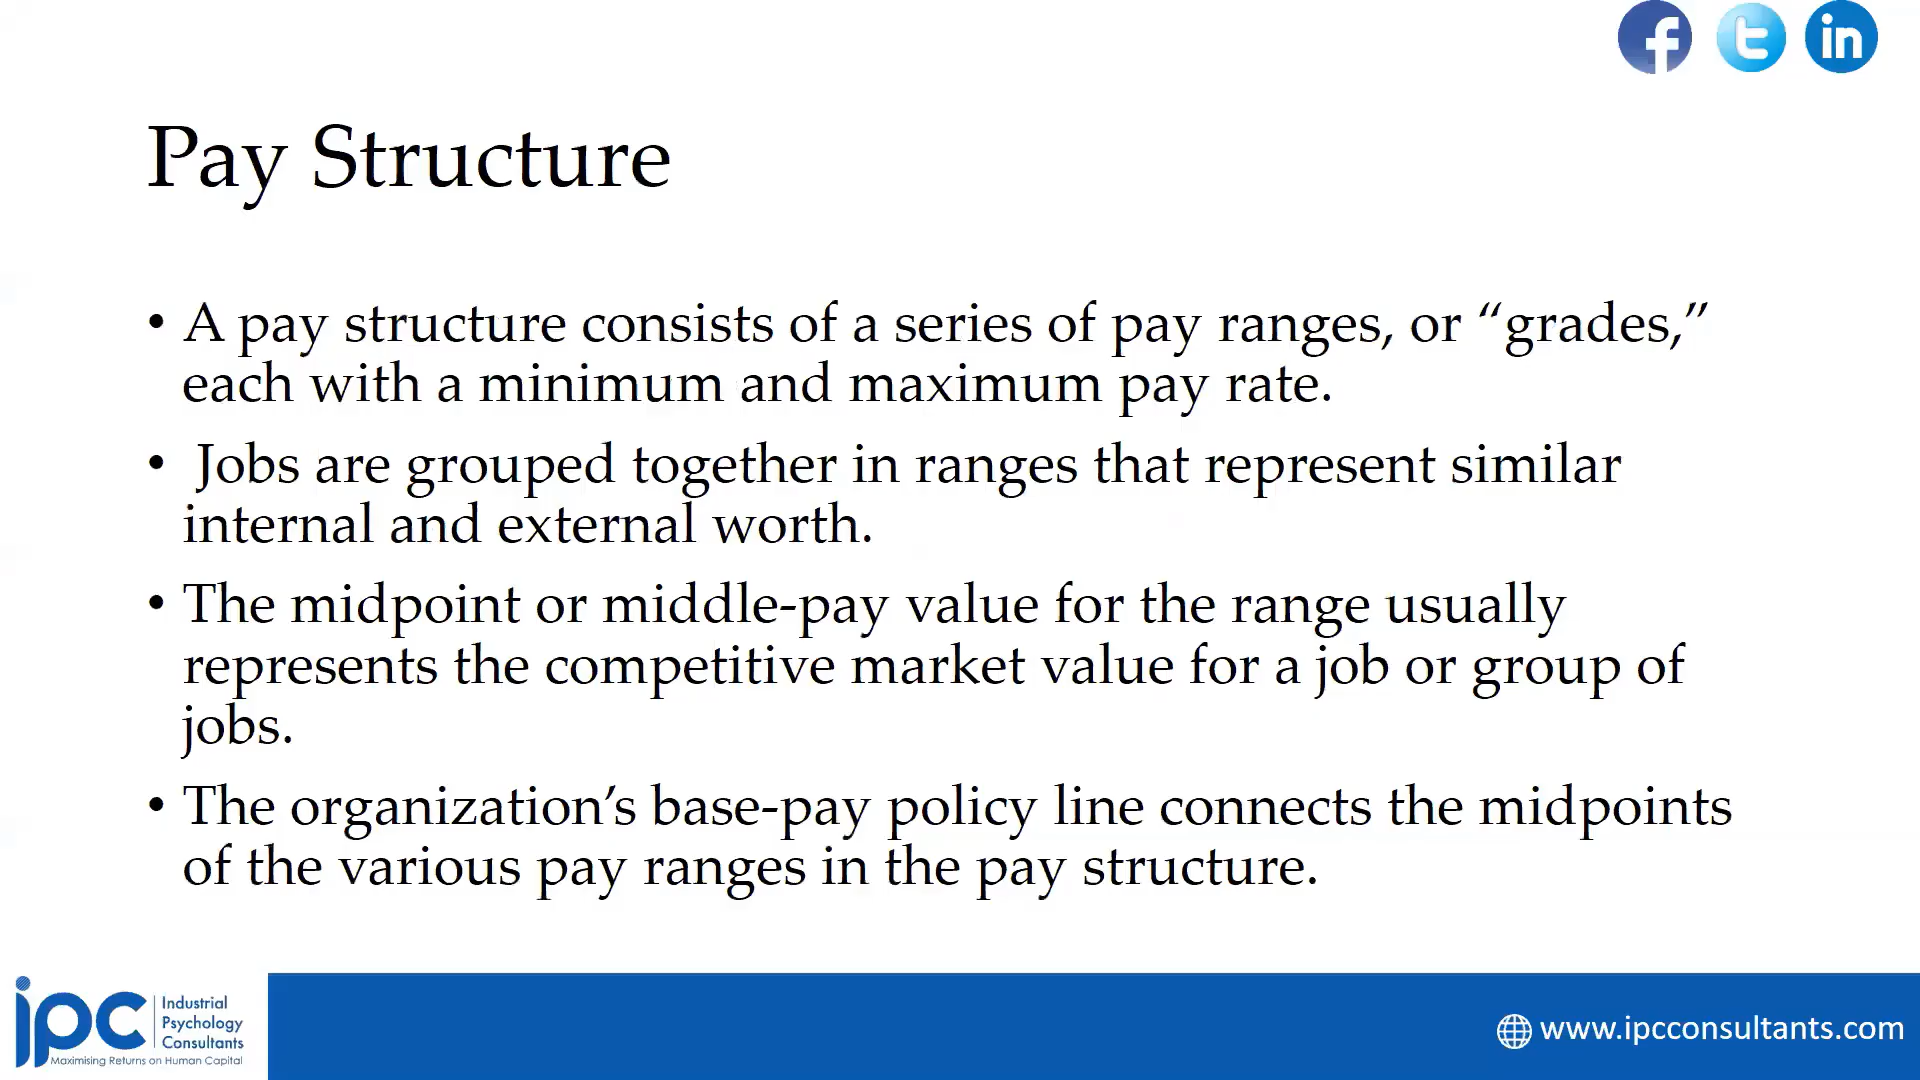 Pay Structure
• A pay structure consists of a series of pay ranges, or “grades,”
each with a minimum and maximum pay rate.
• Jobs are grouped together in ranges that represent similar
internal and external worth.
• The midpoint or middle-pay value for the range usually
represents the competitive market value for a job or group of
jobs.
• The organization’s base-pay policy line connects the midpoints
of the various pay ranges in the pay structure.
ipc
Industrial
Psychology
Consultants
Maximising Returns on Human Capital
www.ipcconsultants.com